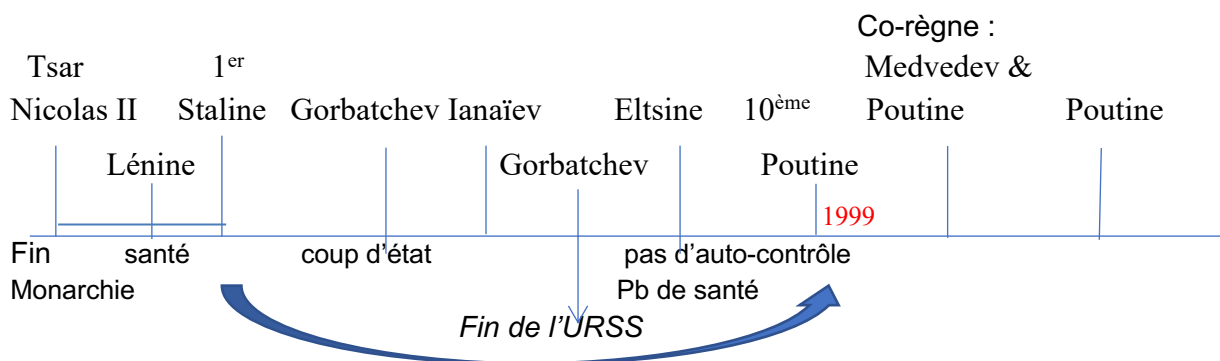 Co-règne :
Tsar 1er Medvedev &
Nicolas II Staline Gorbatchev Ianaïev Eltsine 10ème Poutine Poutine
Lénine Gorbatchev Poutine
1999
Fin santé coup d’état pas d’auto-contrôle
Monarchie Pb de santé
Fin de l’URSS